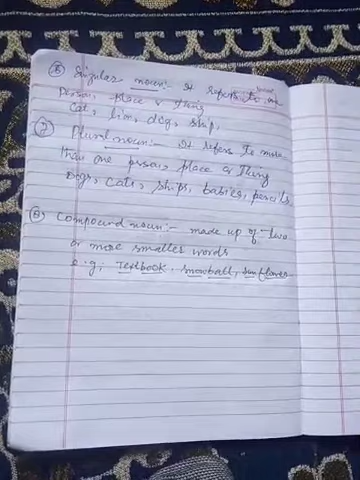 ⑥ Singular noun:- It refers to one
person, place & thing
Cat, lion, dog, ship,
⑦ Plural noun:- It refers to more
than one person, place or thing
Dogs, cats, ships, babies, pencils
⑧ Compound noun:- made up of two
or more smaller words
e.g; Textbook, snowball, sunflower